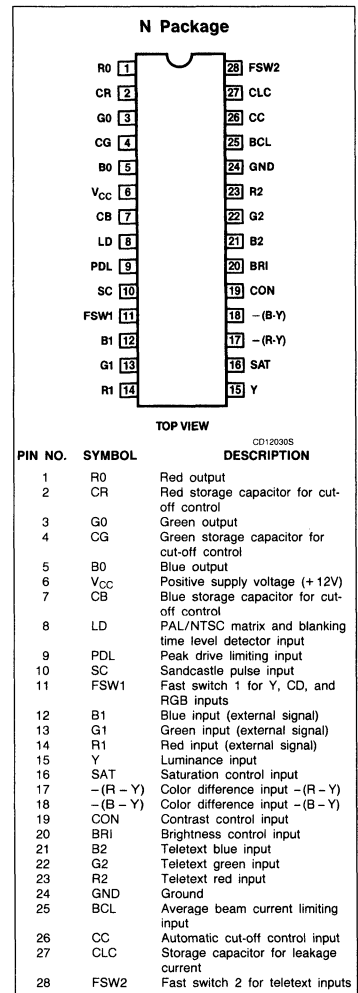 N Package
R0 1 28 FSW2
CR 2 27 CLC
G0 3 26 CC
CG 4 25 BCL
B0 5 24 GND
VCC 6 23 R2
CB 7 22 G2
LD 8 21 B2
PDL 9 20 BRI
SC 10 19 CON
FSW1 11 18 –(B-Y)
B1 12 17 –(R-Y)
G1 13 16 SAT
R1 14 15 Y
TOP VIEW
CD12030S
PIN NO. SYMBOL DESCRIPTION
1 R0 Red output
2 CR Red storage capacitor for cut-
off control
3 G0 Green output
4 CG Green storage capacitor for
cut-off control
5 B0 Blue output
6 VCC Positive supply voltage (+12V)
7 CB Blue storage capacitor for cut-
off control
8 LD PAL/NTSC matrix and blanking
time level detector input
9 PDL Peak drive limiting input
10 SC Sandcastle pulse input
11 FSW1 Fast switch 1 for Y, CD, and
RGB inputs
12 B1 Blue input (external signal)
13 G1 Green input (external signal)
14 R1 Red input (external signal)
15 Y Luminance input
16 SAT Saturation control input
17 –(R – Y) Color difference input –(R – Y)
18 –(B – Y) Color difference input –(B – Y)
19 CON Contrast control input
20 BRI Brightness control input
21 B2 Teletext blue input
22 G2 Teletext green input
23 R2 Teletext red input
24 GND Ground
25 BCL Average beam current limiting
input
26 CC Automatic cut-off control input
27 CLC Storage capacitor for leakage
current
28 FSW2 Fast switch 2 for teletext inputs